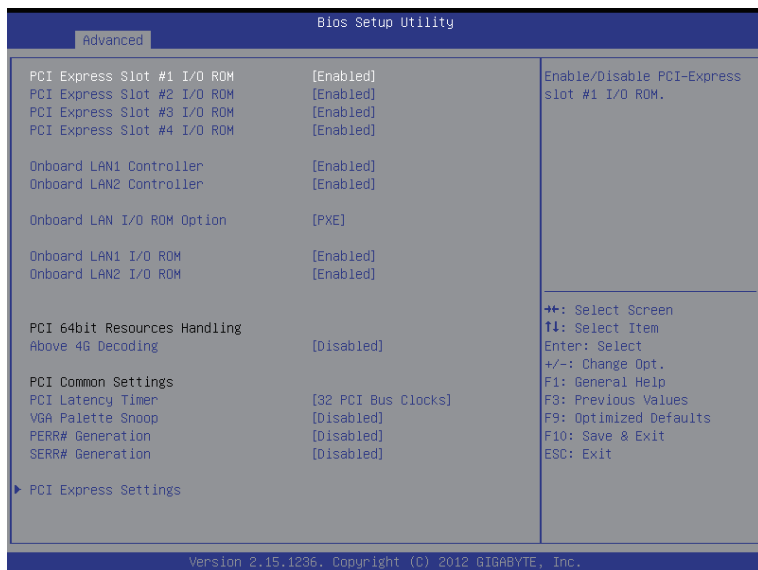 Bios Setup Utility
Advanced
PCI Express Slot #1 I/O ROM [Enabled]
PCI Express Slot #2 I/O ROM [Enabled]
PCI Express Slot #3 I/O ROM [Enabled]
PCI Express Slot #4 I/O ROM [Enabled]
Onboard LAN1 Controller [Enabled]
Onboard LAN2 Controller [Enabled]
Onboard LAN I/O ROM Option [PXE]
Onboard LAN1 I/O ROM [Enabled]
Onboard LAN2 I/O ROM [Enabled]
PCI 64bit Resources Handling
Above 4G Decoding [Disabled]
PCI Common Settings
PCI Latency Timer [32 PCI Bus Clocks]
VGA Palette Snoop [Disabled]
PERR# Generation [Disabled]
SERR# Generation [Disabled]
PCI Express Settings
Enable/Disable PCI-Express
slot #1 I/O ROM.
→←: Select Screen
↑↓: Select Item
Enter: Select
+/-: Change Opt.
F1: General Help
F3: Previous Values
F9: Optimized Defaults
F10: Save & Exit
ESC: Exit
Version 2.15.1236. Copyright (C) 2012 GIGABYTE, Inc.